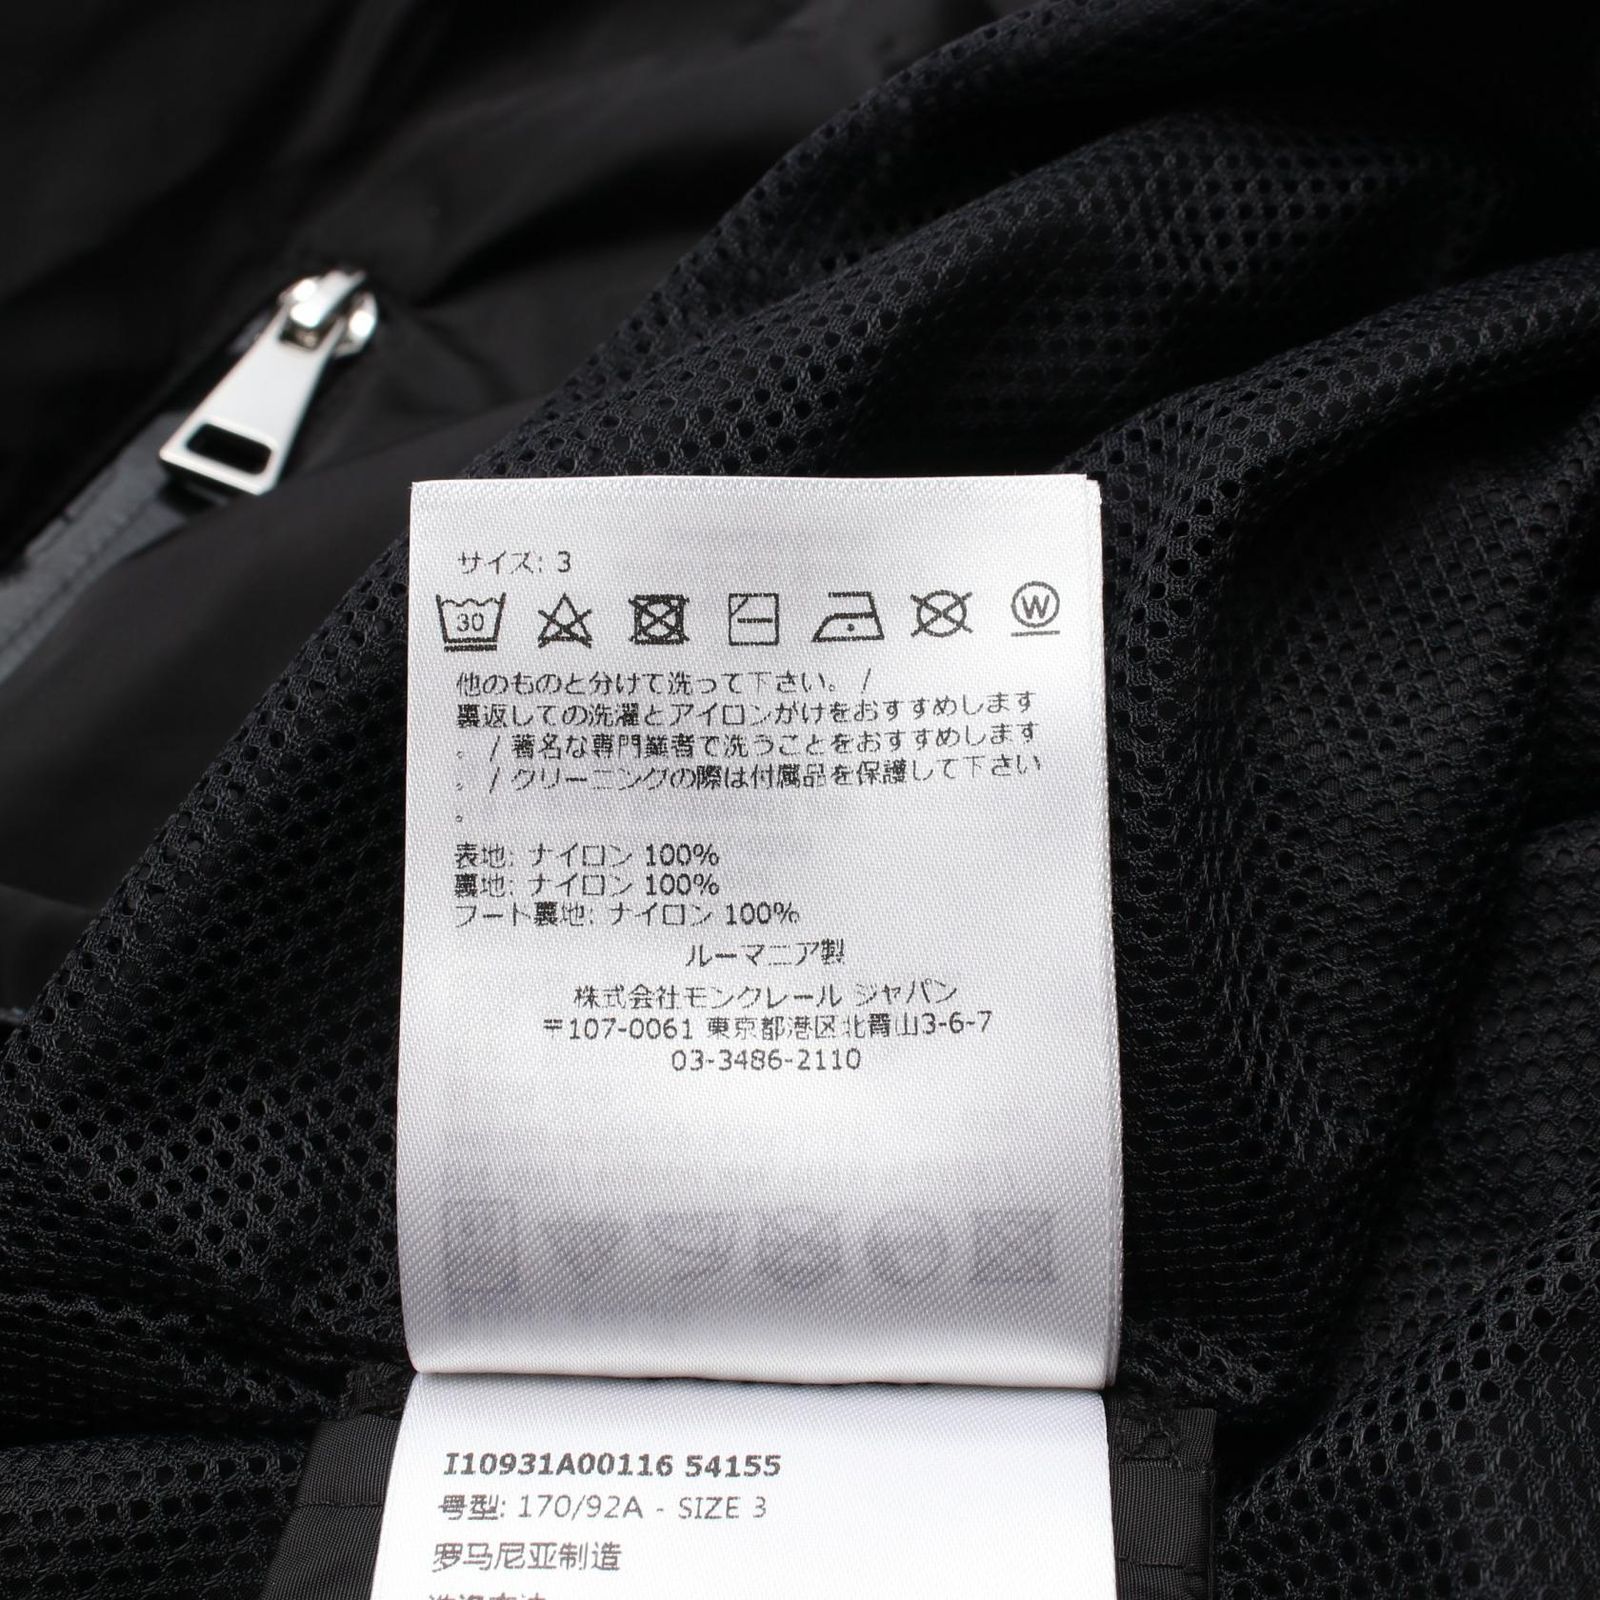 サイズ: 3
30
W
他のものと分けて洗って下さい。 /
裏返しての洗濯とアイロンがけをおすすめします
。 / 著名な専門業者で洗うことをおすすめします
。 / クリーニングの際は付属品を保護して下さい
。
表地: ナイロン 100%
裏地: ナイロン 100%
フート裏地: ナイロン 100%
ルーマニア製
株式会社モンクレール ジャパン
〒107-0061 東京都港区北青山3-6-7
03-3486-2110
I10931A00116 54155
号型: 170/92A - SIZE 3
罗马尼亚制造